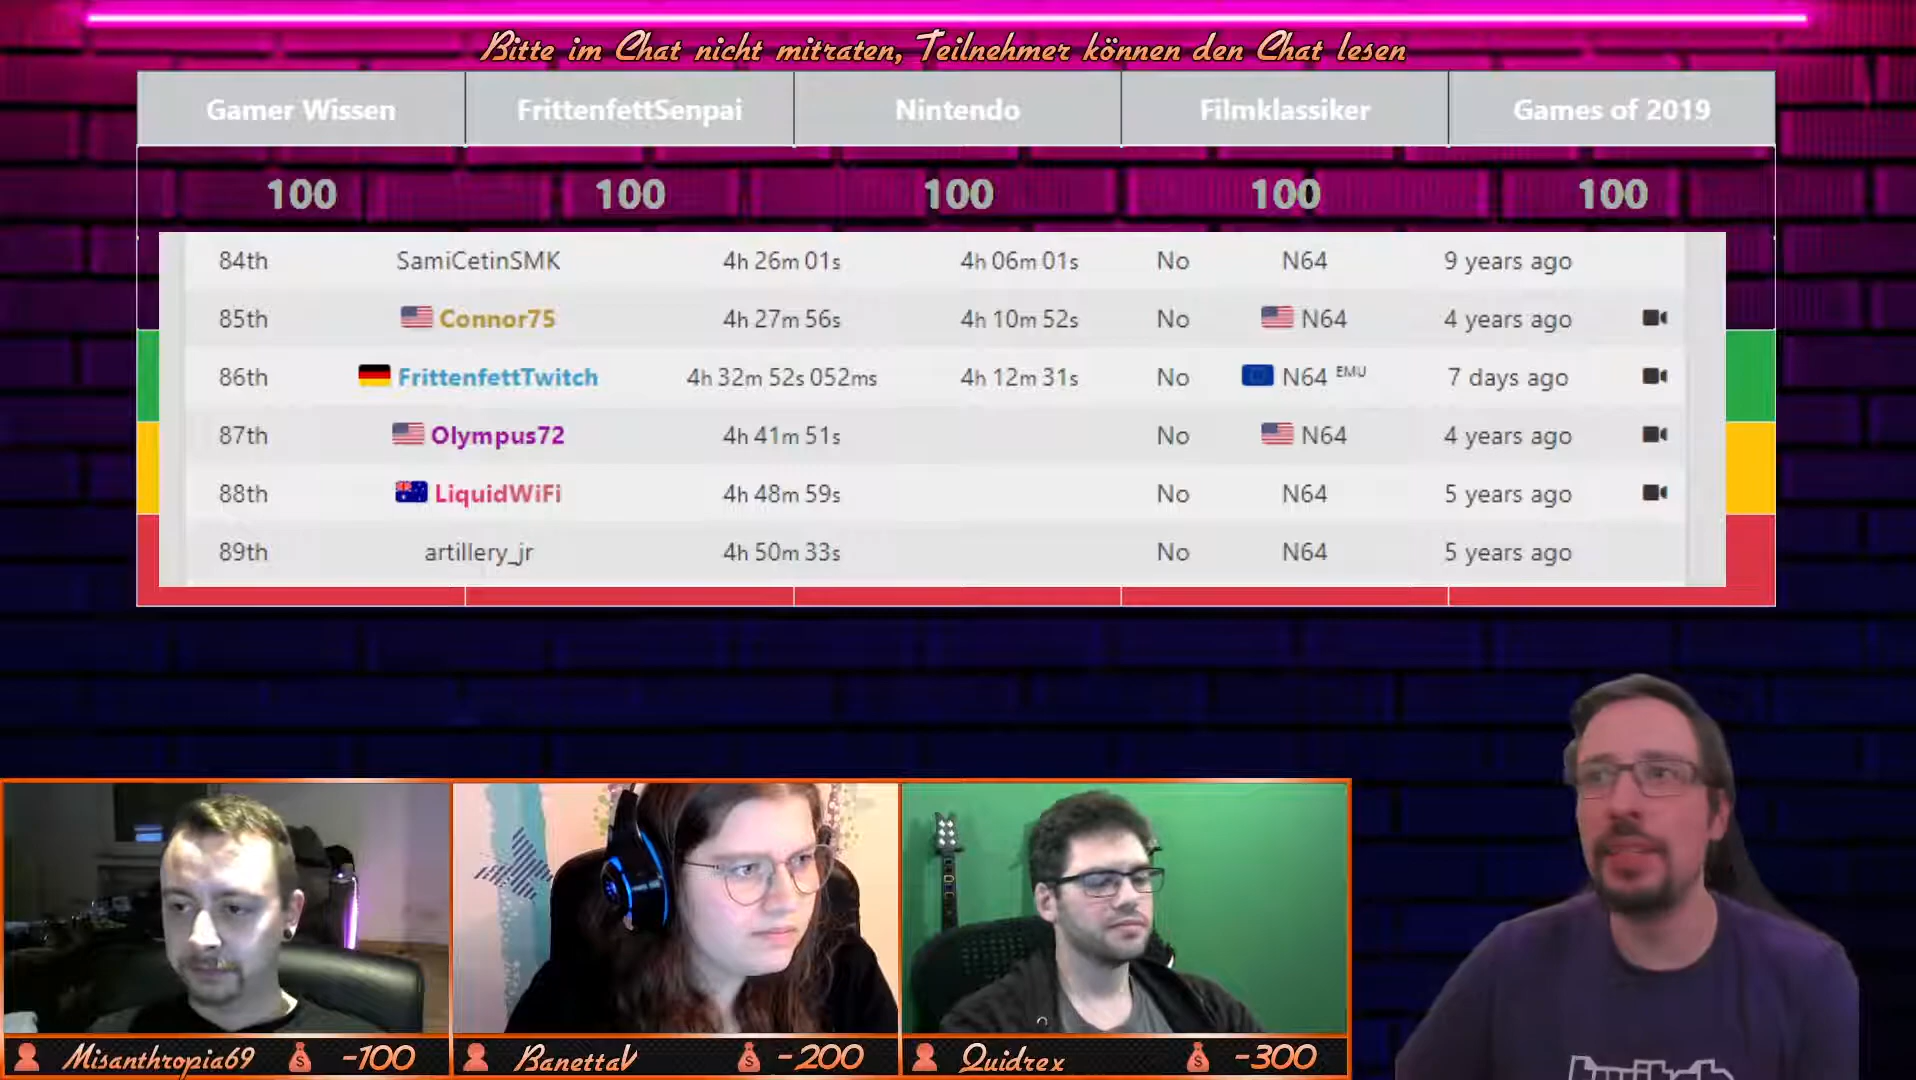 Bitte im Chat nicht mitraten, Teilnehmer können den Chat lesen
Gamer Wissen FrittenfettSenpai Nintendo Filmklassiker Games of 2019
100 100 100 100 100
84th SamiCetinSMK 4h 26m 01s 4h 06m 01s No N64 9 years ago
85th Connor75 4h 27m 56s 4h 10m 52s No N64 4 years ago
86th FrittenfettTwitch 4h 32m 52s 052ms 4h 12m 31s No N64 EMU 7 days ago
87th Olympus72 4h 41m 51s No N64 4 years ago
88th LiquidWiFi 4h 48m 59s No N64 5 years ago
89th artillery_jr 4h 50m 33s No N64 5 years ago
Misanthropia69 $ -100 BanettaV $ -200 Quidrex $ -300
twitch